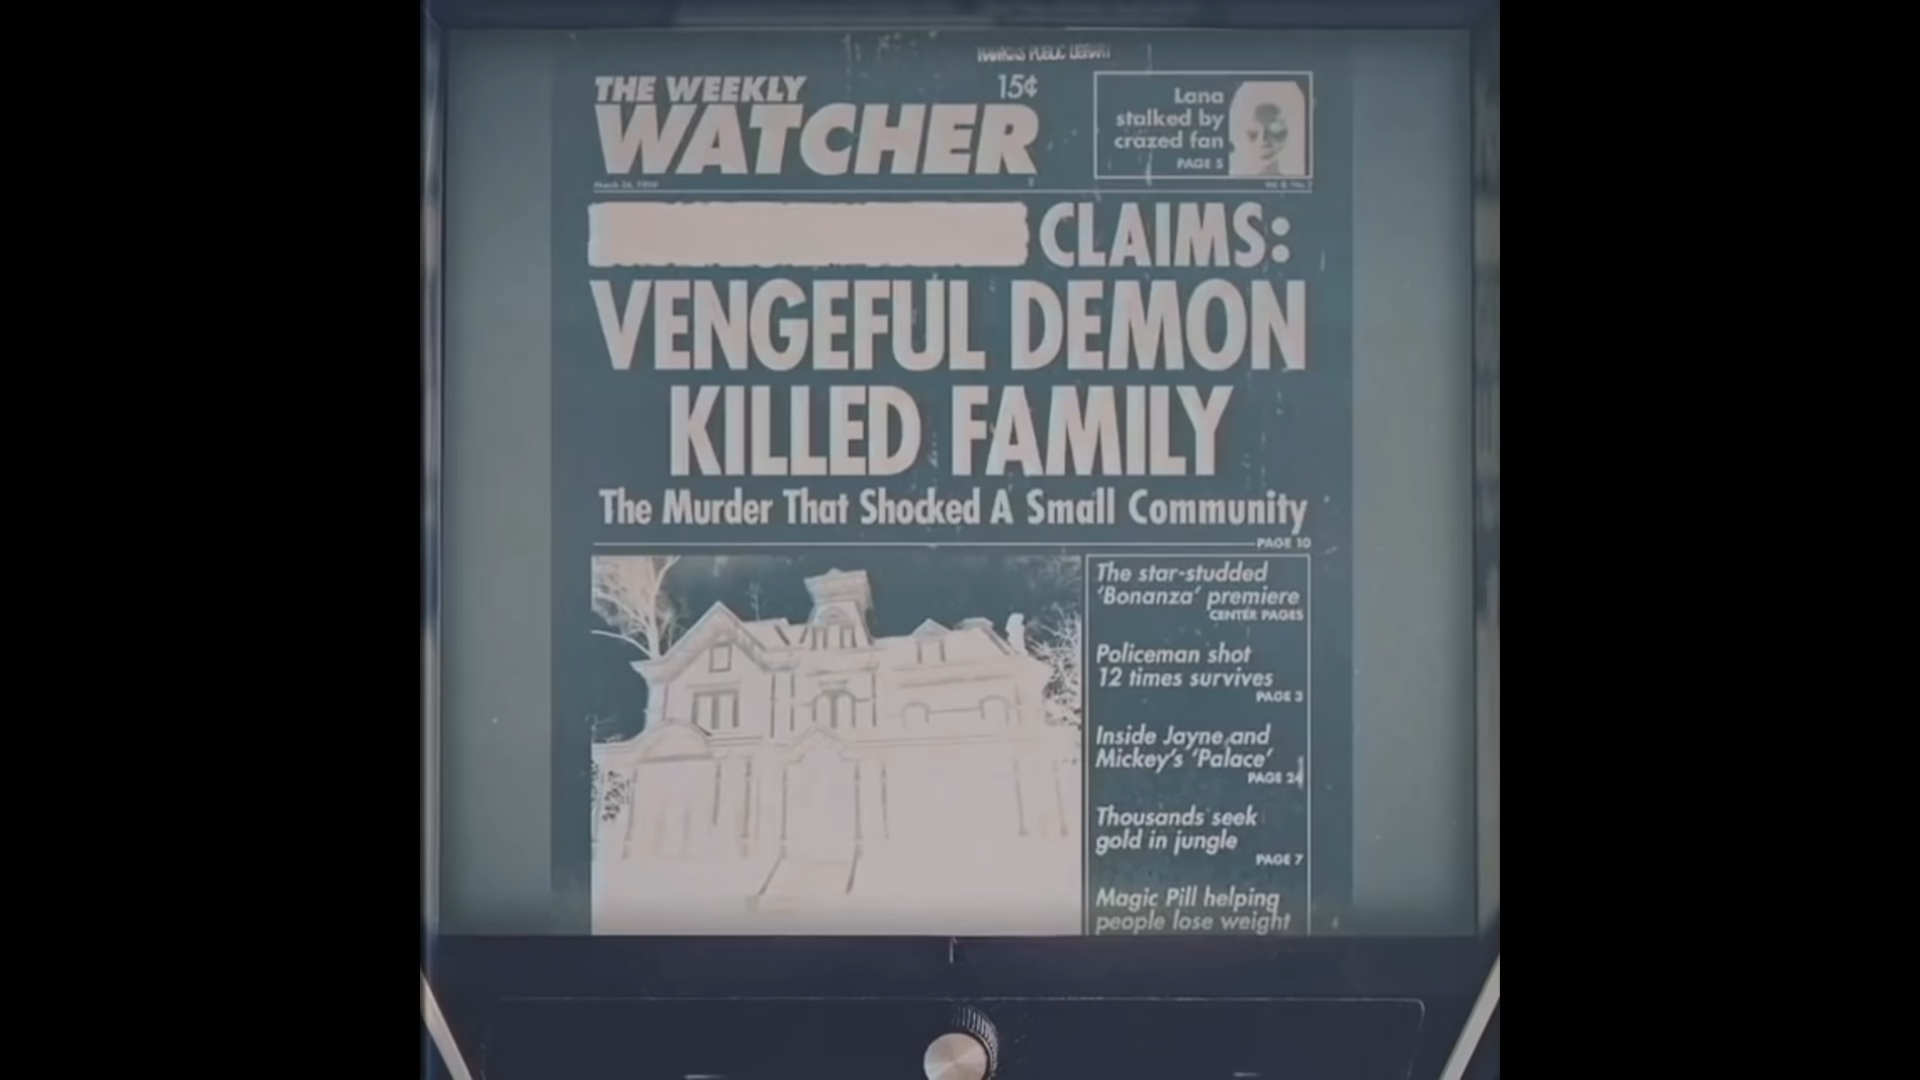 HAWKINS PUBLIC LIBRARY
THE WEEKLY
WATCHER
15¢
Lana
stalked by
crazed fan
PAGE 5
CLAIMS:
VENGEFUL DEMON
KILLED FAMILY
The Murder That Shocked A Small Community
PAGE 10
The star-studded
'Bonanza' premiere
CENTER PAGES
Policeman shot
12 times survives
PAGE 3
Inside Jayne and
Mickey's 'Palace'
PAGE 24
Thousands seek
gold in jungle
PAGE 7
Magic Pill helping
people lose weight